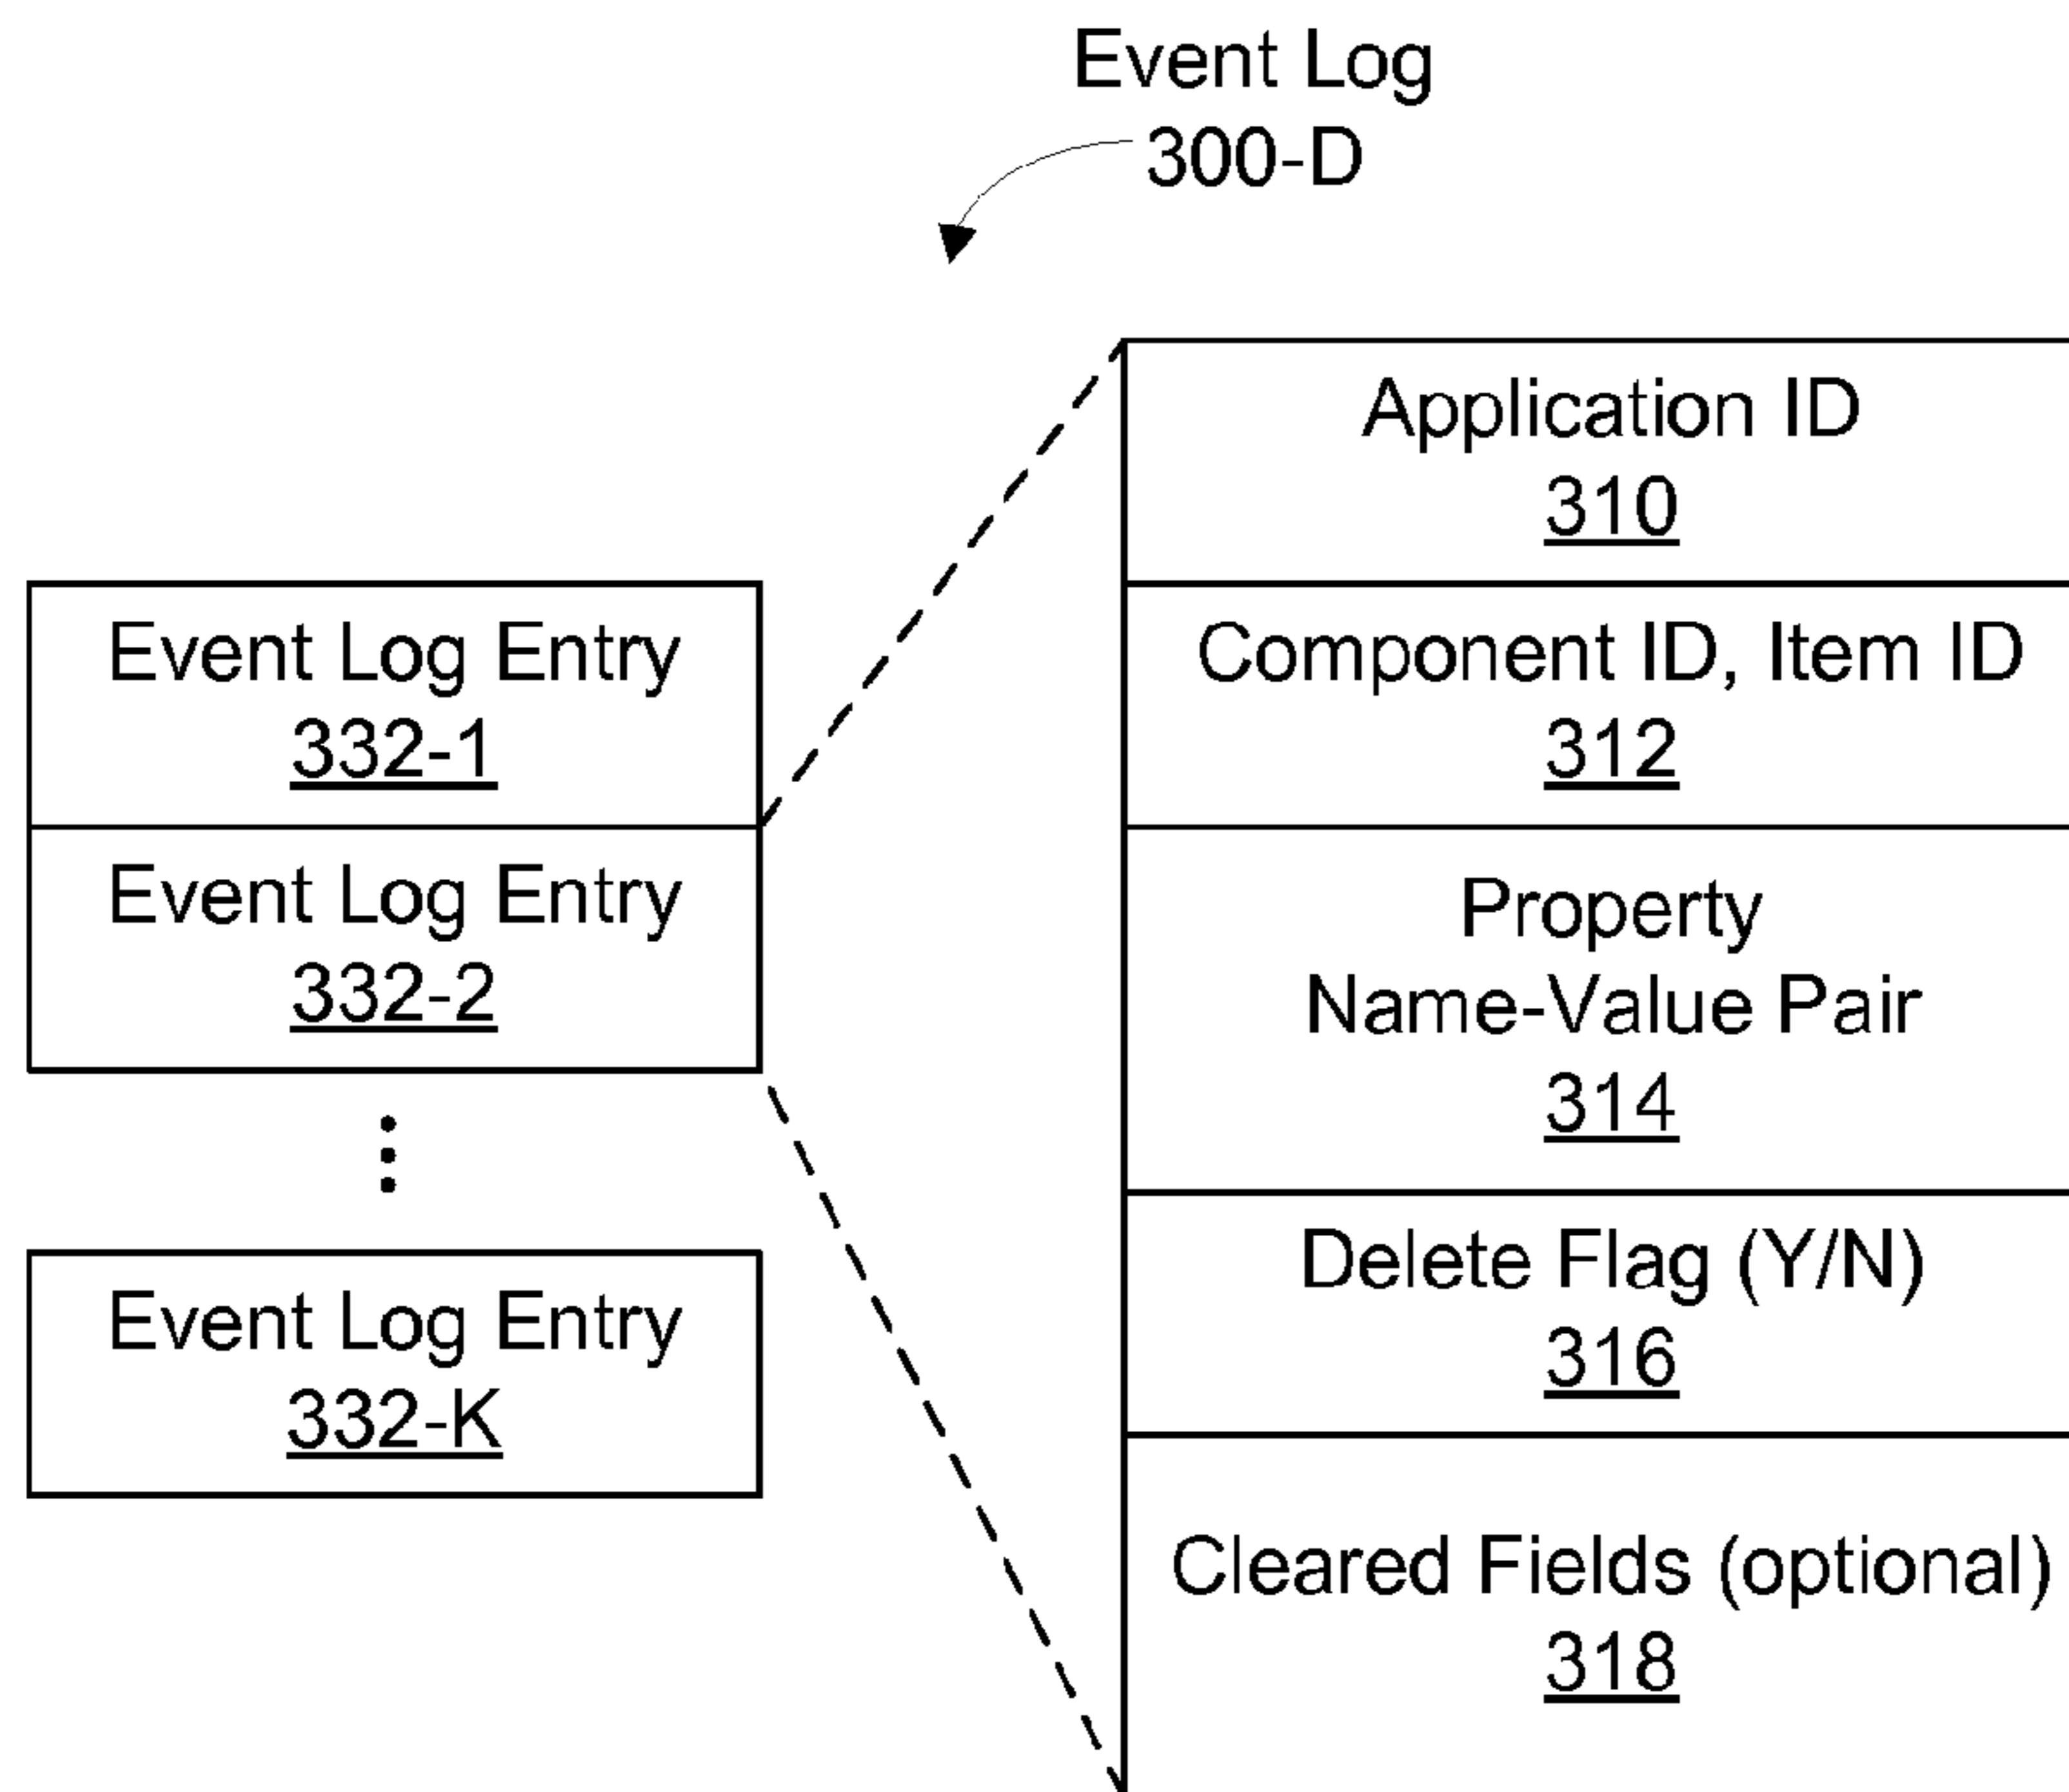 Event Log
300-D
Event Log Entry
332-1
Event Log Entry
332-2
Event Log Entry
332-K
Application ID
310
Component ID, Item ID
312
Property
Name-Value Pair
314
Delete Flag (Y/N)
316
Cleared Fields (optional)
318